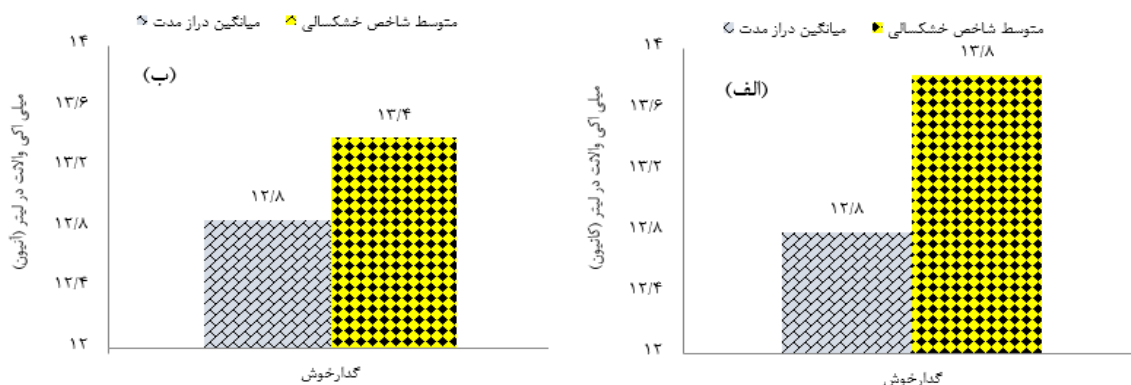 متوسط شاخص خشکسالی
میانگین دراز مدت
(الف)
میلی اکی والانت در لیتر (کاتیون)
۱۴
۱۳/۶
۱۳/۲
۱۲/۸
۱۲/۴
۱۲
۱۳/۸
۱۲/۸
گدارخوش
متوسط شاخص خشکسالی
میانگین دراز مدت
(ب)
میلی اکی والانت در لیتر (آنیون)
۱۴
۱۳/۶
۱۳/۲
۱۲/۸
۱۲/۴
۱۲
۱۳/۴
۱۲/۸
گدارخوش